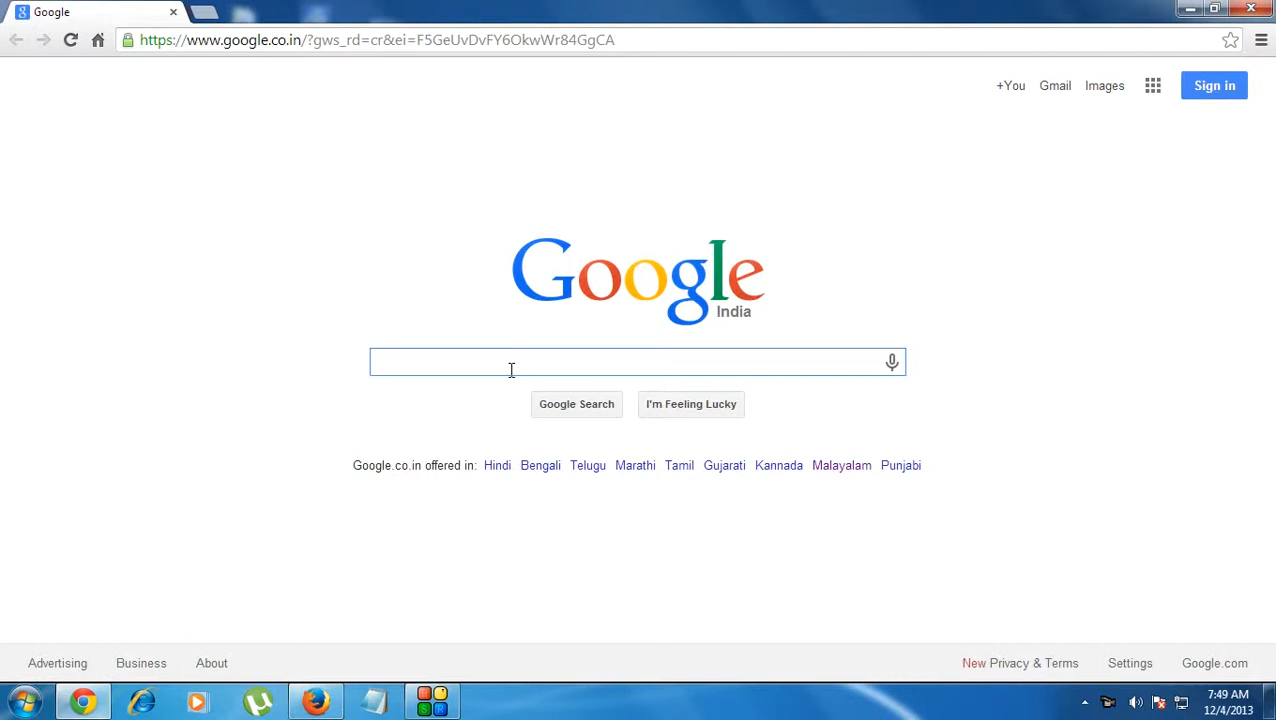 Google
https://www.google.co.in/?gws_rd=cr&ei=F5GeUvDvFY6OkwWr84GgCA
+You Gmail Images Sign in
Google
India
Google Search I'm Feeling Lucky
Google.co.in offered in: Hindi Bengali Telugu Marathi Tamil Gujarati Kannada Malayalam Punjabi
Advertising Business About New Privacy & Terms Settings Google.com
7:49 AM
12/4/2013